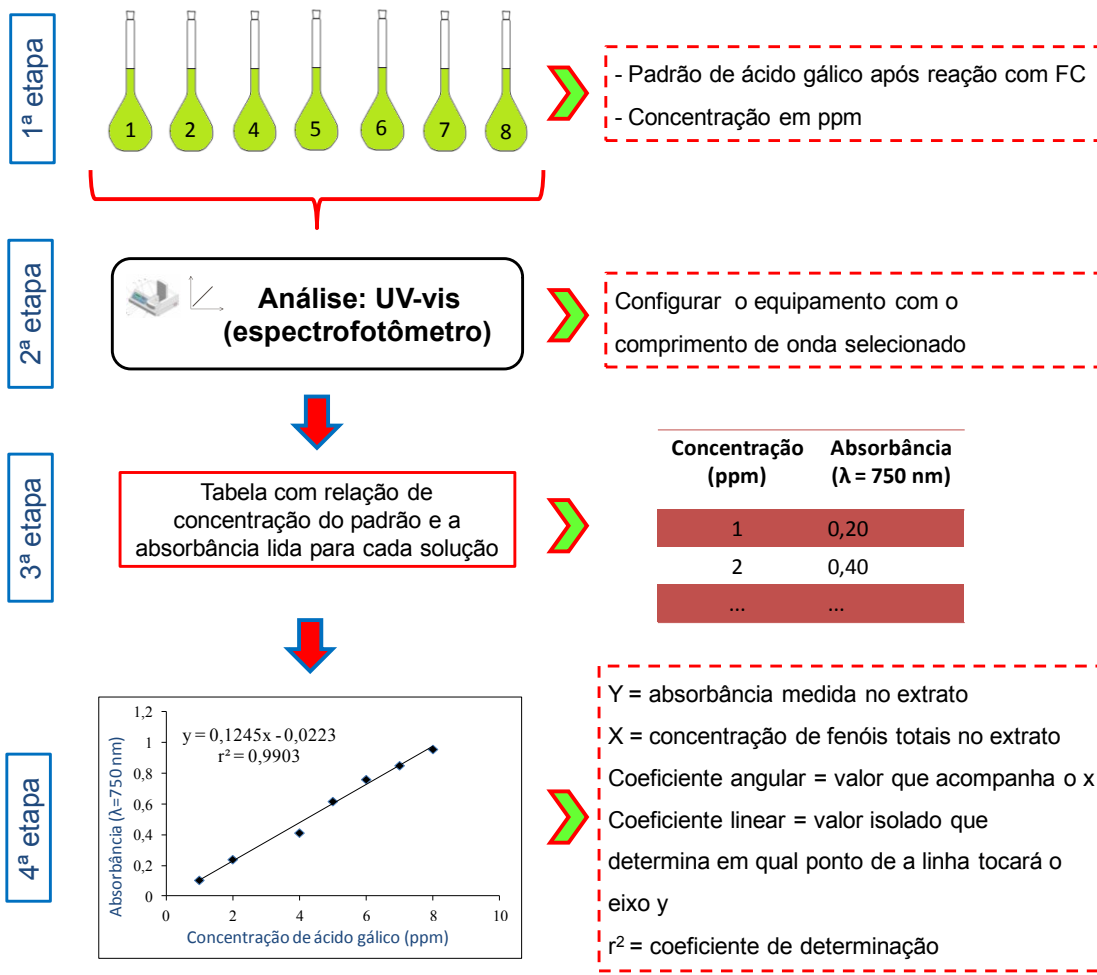 1ª etapa
1 2 4 5 6 7 8
- Padrão de ácido gálico após reação com FC
- Concentração em ppm
2ª etapa
Análise: UV-vis
(espectrofotômetro)
Configurar o equipamento com o
comprimento de onda selecionado
3ª etapa
Tabela com relação de
concentração do padrão e a
absorbância lida para cada solução
Concentração Absorbância
(ppm) (λ = 750 nm)
1 0,20
2 0,40
... ...
4ª etapa
Absorbância (λ=750 nm)
1,2
1
0,8
0,6
0,4
0,2
0
y = 0,1245x - 0,0223
r² = 0,9903
0 2 4 6 8 10
Concentração de ácido gálico (ppm)
Y = absorbância medida no extrato
X = concentração de fenóis totais no extrato
Coeficiente angular = valor que acompanha o x
Coeficiente linear = valor isolado que
determina em qual ponto de a linha tocará o
eixo y
r² = coeficiente de determinação